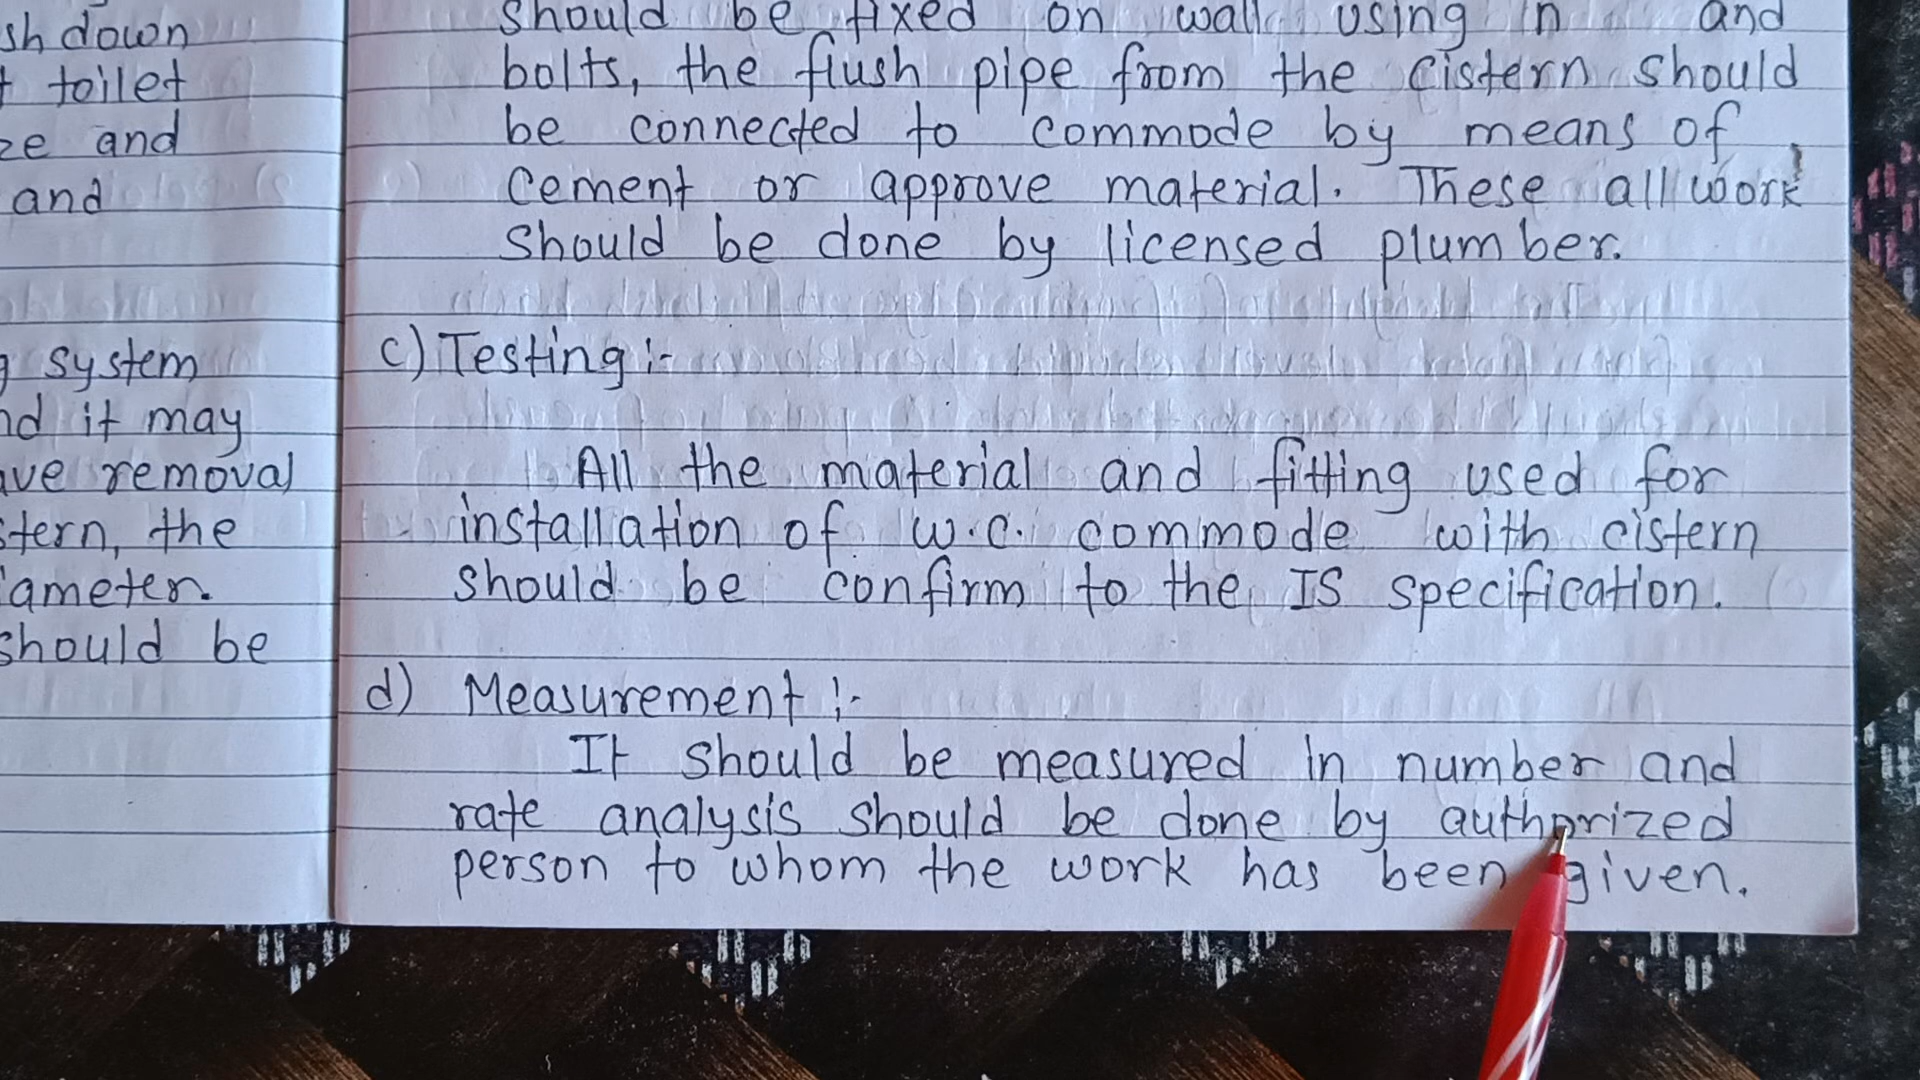 sh down
toilet
ze and
and
system
nd it may
ave removal
stern, the
iameter.
should be
should be fixed on wall using and
bolts, the flush pipe from the cistern should
be connected to commode by means of
cement or approve material. These all work
should be done by licensed plumber.
c) Testing :-
All the material and fitting used for
installation of w.c. commode with cistern
should be confirm to the IS specification.
d) Measurement :-
It should be measured in number and
rate analysis should be done by authorized
person to whom the work has been given.